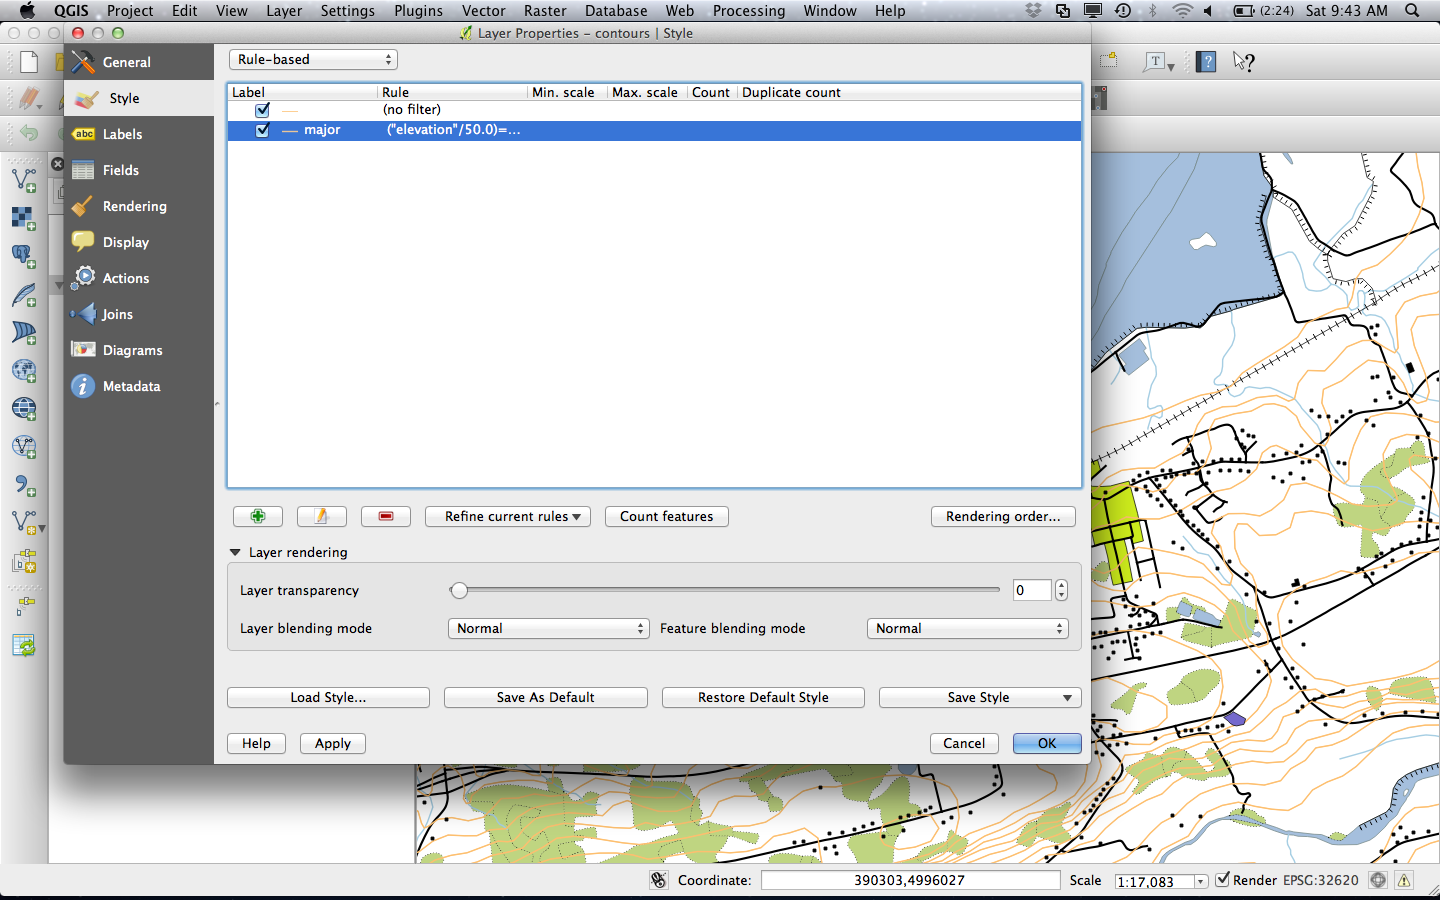 QGIS Project Edit View Layer Settings Plugins Vector Raster Database Web Processing Window Help (2:24) Sat 9:43 AM
Layer Properties - contours | Style
General
Style
Labels
Fields
Rendering
Display
Actions
Joins
Diagrams
Metadata
abc
Rule-based
Label Rule Min. scale Max. scale Count Duplicate count
(no filter)
major ("elevation"/50.0)=...
Refine current rules Count features Rendering order...
Layer rendering
Layer transparency 0
Layer blending mode Normal Feature blending mode Normal
Load Style... Save As Default Restore Default Style Save Style
Help Apply Cancel OK
T ? ?
Coordinate: 390303,4996027 Scale 1:17,083 Render EPSG:32620